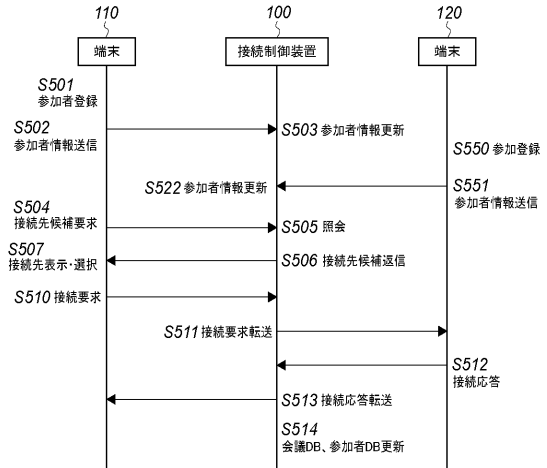 110
100
120
端末
接続制御装置
端末
S501
参加者登録
S502
参加者情報送信
S503 参加者情報更新
S550 参加登録
S522 参加者情報更新
S551
参加者情報送信
S504
接続先候補要求
S505 照会
S507
接続先表示・選択
S506 接続先候補返信
S510 接続要求
S511 接続要求転送
S512
接続応答
S513 接続応答転送
S514
会議DB、参加者DB更新